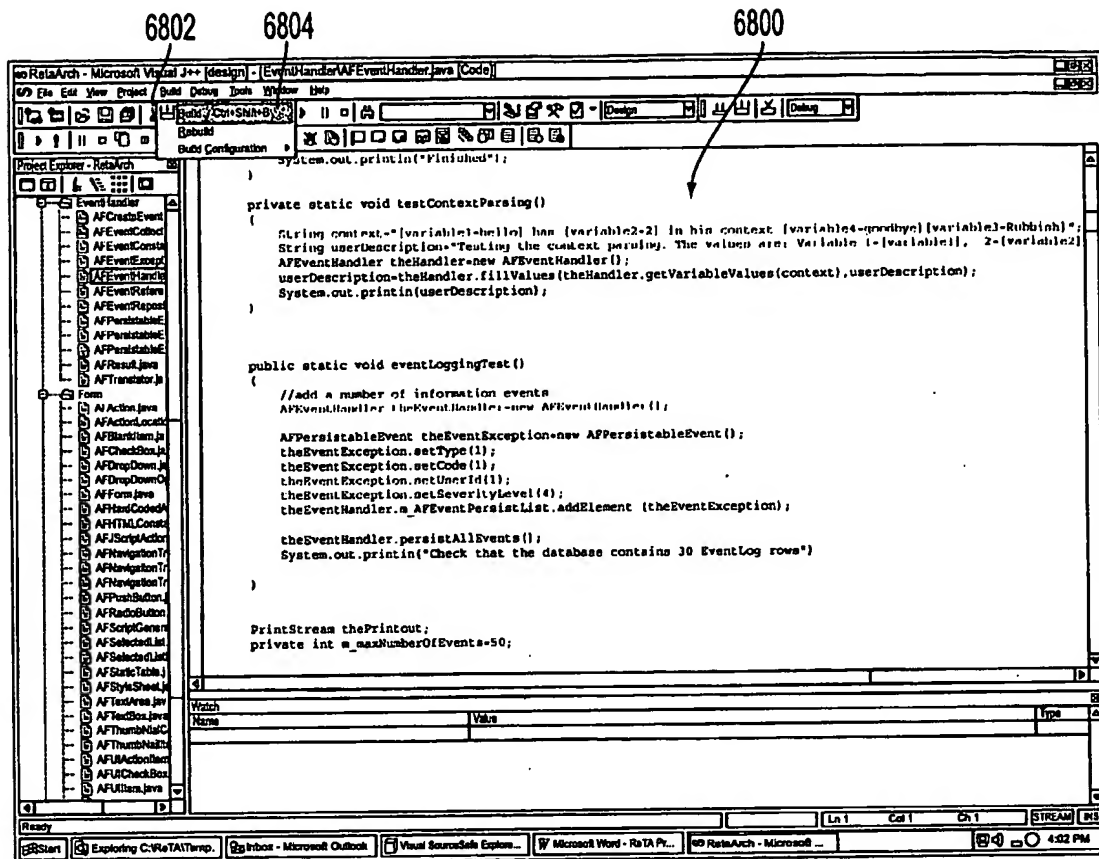 6802 6804 6800
RetaArch - Microsoft Visual J++ [design] - [EventHandler\AFEventHandler.java [Code]]
File Edit View Project Build Debug Tools Window Help
Build Ctrl+Shift+B
Design
Debug
Rebuild
Build Configuration
Project Explorer - RetaArch
EventHandler
AFCreateEvent
AFEventCollect
AFEventConsta
AFEventExcept
AFEventHandle
AFEventRefere
AFEventReposi
AFPersistableE
AFPersistableE
AFPersistableE
AFResult.java
AFTranslator.ja
Form
AFAction.java
AFActionLocatio
AFBlankItem.ja
AFCheckBox.ja
AFDropDown.ja
AFDropDownO
AFForm.java
AFHardCodedA
AFHTMLConsta
AFJScriptAction
AFNavigationTr
AFNavigationTr
AFNavigationTr
AFPushButton.j
AFRadioButton.
AFScriptGenera
AFSelectedList.
AFSelectedListI
AFStaticTable.j
AFStyleSheet.ja
AFTextArea.jav
AFTextBox.java
AFThumbNailC
AFThumbNailIt
AFUIActionItem
AFUICheckBox
AFUIItem.java
System.out.println("Finished");
}
private static void testContextParsing()
{
String context="[variable1=hello] has [variable2=2] in his context [variable4=goodbye][variable3=Rubbish]";
String userDescription="Testing the context parsing. The values are: Variable 1=[variable1], 2=[variable2]
AFEventHandler theHandler=new AFEventHandler();
userDescription=theHandler.fillValues(theHandler.getVariableValues(context),userDescription);
System.out.println(userDescription);
}
public static void eventLoggingTest()
{
//add a number of information events
AFEventHandler theEventHandler=new AFEventHandler();
AFPersistableEvent theEventException=new AFPersistableEvent();
theEventException.setType(1);
theEventException.setCode(1);
theEventException.setUserId(1);
theEventException.setSeverityLevel(4);
theEventHandler.m_AFEventPersistList.addElement (theEventException);
theEventHandler.persistAllEvents();
System.out.println("Check that the database contains 30 EventLog rows")
}
PrintStream thePrintout;
private int m_maxNumberOfEvents=50;
Watch
Name Value Type
Ready Ln 1 Col 1 Ch 1 STREAM INS
Start Exploring C:\ReTA\Temp. Inbox - Microsoft Outlook Visual SourceSafe Explore... Microsoft Word - ReTA Pr... RetaArch - Microsoft ... 4:02 PM